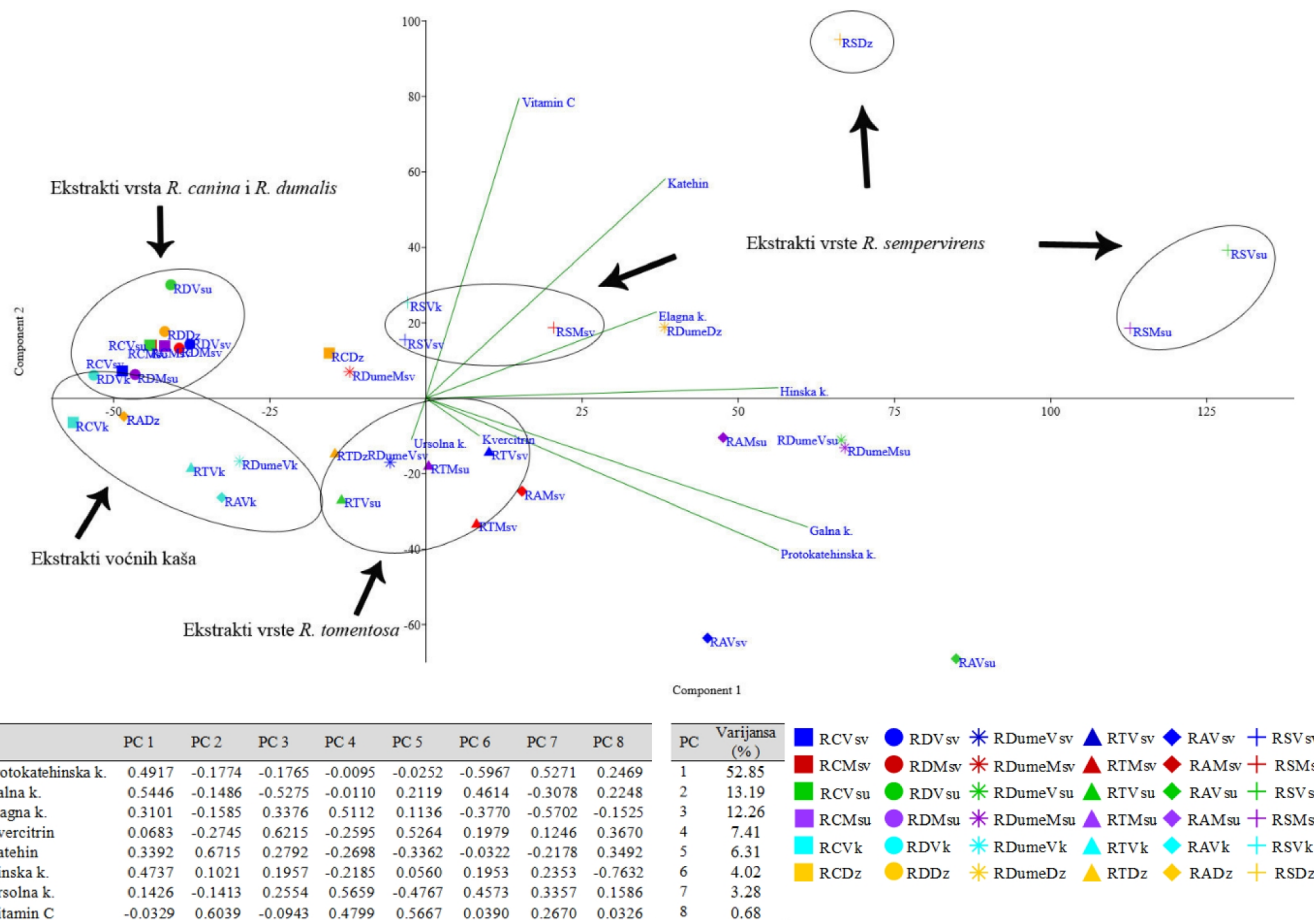 100
80
60
40
20
-40
-60
-50
-25
25
50
75
100
125
Component 2
Component 1
RSDz
Vitamin C
Katehin
Ekstrakti vrsta R. canina i R. dumalis
Ekstrakti vrste R. sempervirens
RSVsu
RSMsu
RDVsu
RSVk
RSVsv
RSMsv
Elagna k.
RDumeDz
RDDz
RCVsu
RDVsv
RDMsv
RCVsv
RDVk
RDMsu
RCDz
RDumeMsv
Hinska k.
RCVk
RADz
RTVk
RDumeVk
RAVk
RTDz
RDumeVsv
Ursolna k.
Kvercitrin
RTVsv
RTMsu
RTVsu
RTMsv
RAMsv
RAMsu
RDumeVsu
RDumeMsu
Galna k.
Protokatehinska k.
Ekstrakti voćnih kaša
Ekstrakti vrste R. tomentosa
RAVsv
RAVsu
PC 1 PC 2 PC 3 PC 4 PC 5 PC 6 PC 7 PC 8
otokatehinska k. 0.4917 -0.1774 -0.1765 -0.0095 -0.0252 -0.5967 0.5271 0.2469
alna k. 0.5446 -0.1486 -0.5275 -0.0110 0.2119 0.4614 -0.3078 0.2248
agna k. 0.3101 -0.1585 0.3376 0.5112 0.1136 -0.3770 -0.5702 -0.1525
vercitrin 0.0683 -0.2745 0.6215 -0.2595 0.5264 0.1979 0.1246 0.3670
atehin 0.3392 0.6715 0.2792 -0.2698 -0.3362 -0.0322 -0.2178 0.3492
inska k. 0.4737 0.1021 0.1957 -0.2185 0.0560 0.1953 0.2353 -0.7632
rsolna k. 0.1426 -0.1413 0.2554 0.5659 -0.4767 0.4573 0.3357 0.1586
itamin C -0.0329 0.6039 -0.0943 0.4799 0.5667 0.0390 0.2670 0.0326
PC Varijansa (%)
1 52.85
2 13.19
3 12.26
4 7.41
5 6.31
6 4.02
7 3.28
8 0.68
RCVsv RDVsv RDumeVsv RTVsv RAVsv RSVsv
RCMsv RDMsv RDumeMsv RTMsv RAMsv RSMs
RCVsu RDVsu RDumeVsu RTVsu RAVsu RSVs
RCMsu RDMsu RDumeMsu RTMsu RAMsu RSMs
RCVk RDVk RDumeVk RTVk RAVk RSVk
RCDz RDDz RDumeDz RTDz RADz RSDz